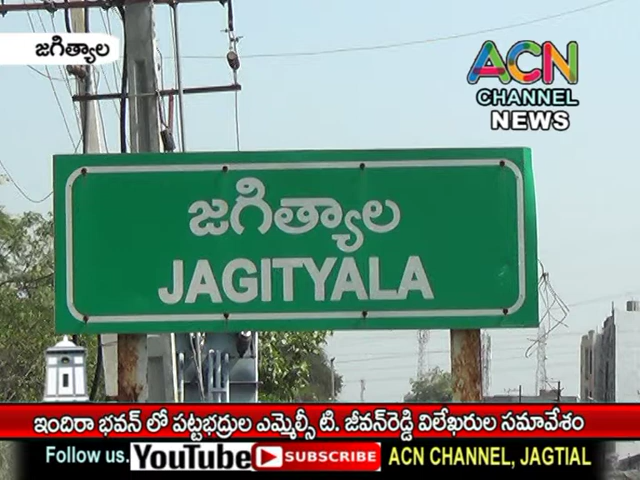 జగిత్యాల
ACN
CHANNEL
NEWS
జగిత్యాల
JAGITYALA
ఇందిరా భవన్ లో పట్టభద్రుల ఎమ్మెల్సీ టి. జీవన్‌రెడ్డి విలేఖరుల సమావేశం
Follow us. YouTube SUBSCRIBE ACN CHANNEL, JAGTIAL